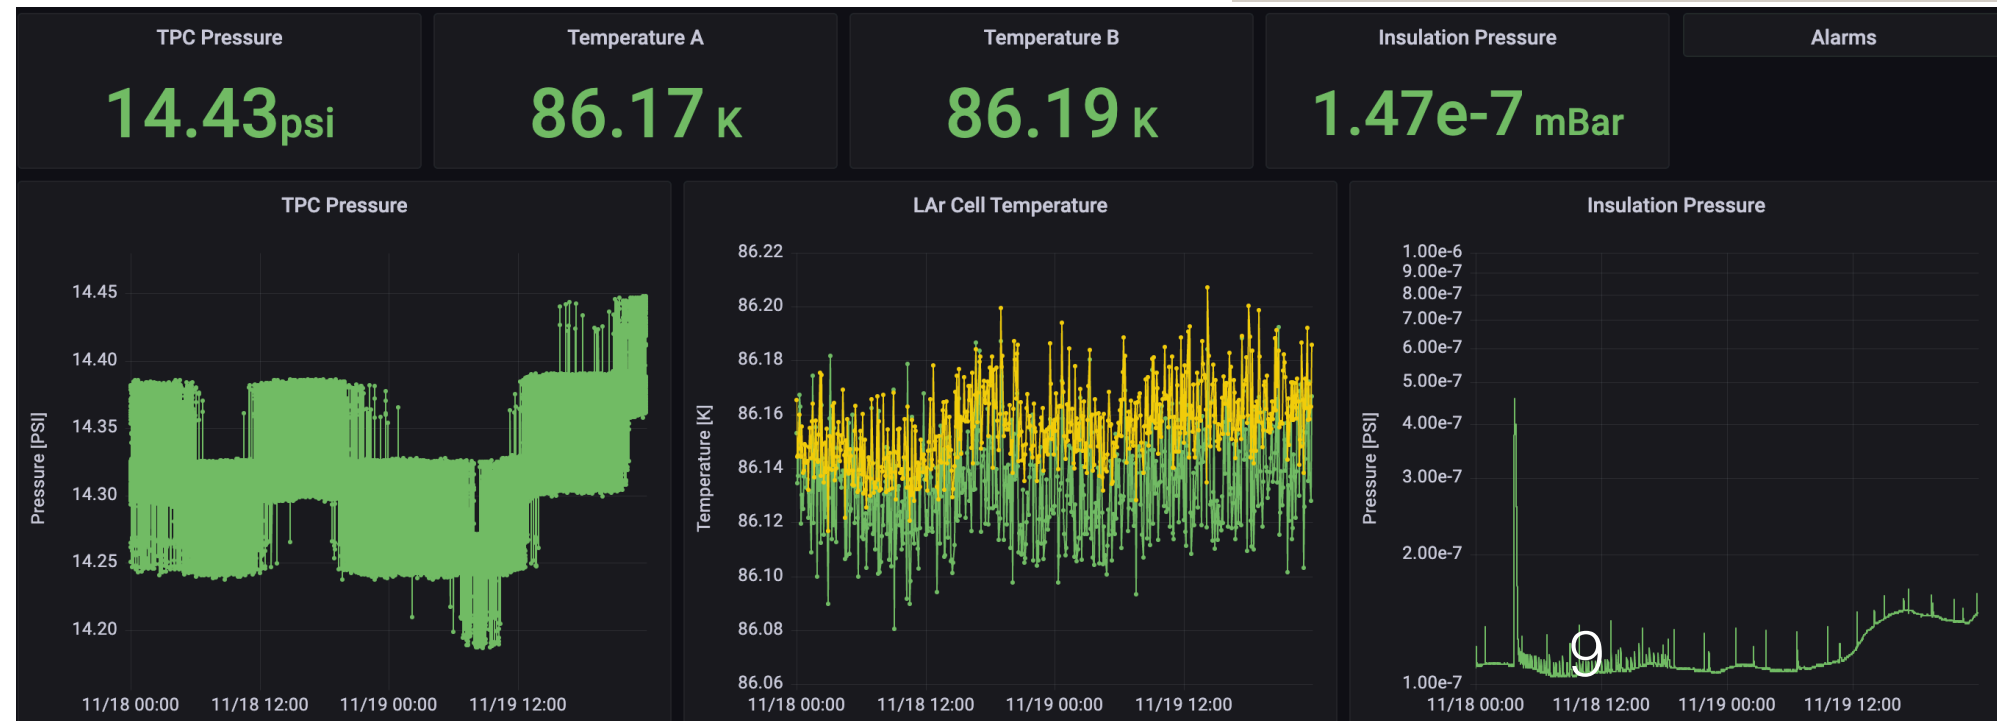 TPC Pressure
14.43psi
Temperature A
86.17 K
Temperature B
86.19 K
Insulation Pressure
1.47e-7 mBar
Alarms
TPC Pressure
Pressure [PSI]
14.45
14.40
14.35
14.30
14.25
14.20
11/18 00:00 11/18 12:00 11/19 00:00 11/19 12:00
LAr Cell Temperature
Temperature [K]
86.22
86.20
86.18
86.16
86.14
86.12
86.10
86.08
86.06
11/18 00:00 11/18 12:00 11/19 00:00 11/19 12:00
Insulation Pressure
Pressure [PSI]
1.00e-6
9.00e-7
8.00e-7
7.00e-7
6.00e-7
5.00e-7
4.00e-7
3.00e-7
2.00e-7
1.00e-7
9
11/18 00:00 11/18 12:00 11/19 00:00 11/19 12:00